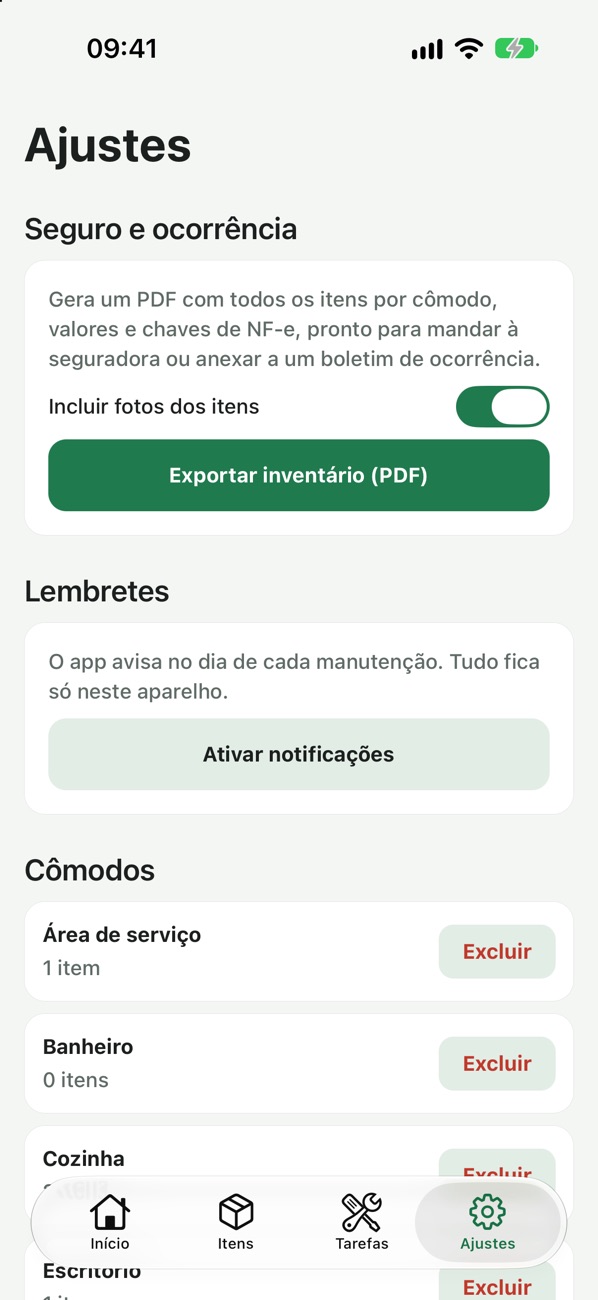 09:41
Ajustes
Seguro e ocorrência
Gera um PDF com todos os itens por cômodo,
valores e chaves de NF-e, pronto para mandar à
seguradora ou anexar a um boletim de ocorrência.
Incluir fotos dos itens
Exportar inventário (PDF)
Lembretes
O app avisa no dia de cada manutenção. Tudo fica
só neste aparelho.
Ativar notificações
Cômodos
Área de serviço
1 item
Excluir
Banheiro
0 itens
Excluir
Cozinha
Excluir
Início
Itens
Tarefas
Ajustes
Escritório
Excluir